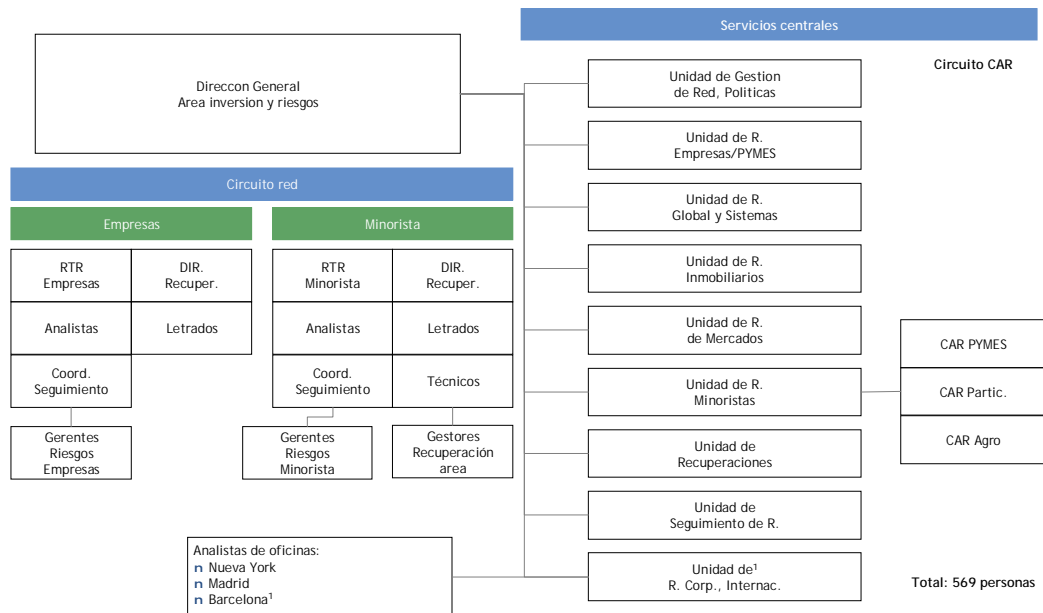 Servicios centrales
Direccon General
Area inversion y riesgos
Circuito CAR
Unidad de Gestion
de Red, Politicas
Unidad de R.
Empresas/PYMES
Circuito red
Unidad de R.
Global y Sistemas
Empresas
Minorista
RTR
Empresas
DIR.
Recuper.
RTR
Minorista
DIR.
Recuper.
Unidad de R.
Inmobiliarios
Analistas
Letrados
Analistas
Letrados
Unidad de R.
de Mercados
CAR PYMES
Coord.
Seguimiento
Coord.
Seguimiento
Técnicos
Unidad de R.
Minoristas
CAR Partic.
CAR Agro
Gerentes
Riesgos
Empresas
Gerentes
Riesgos
Minorista
Gestores
Recuperación
area
Unidad de
Recuperaciones
Unidad de
Seguimiento de R.
Analistas de oficinas:
n Nueva York
n Madrid
n Barcelona¹
Unidad de¹
R. Corp., Internac.
Total: 569 personas